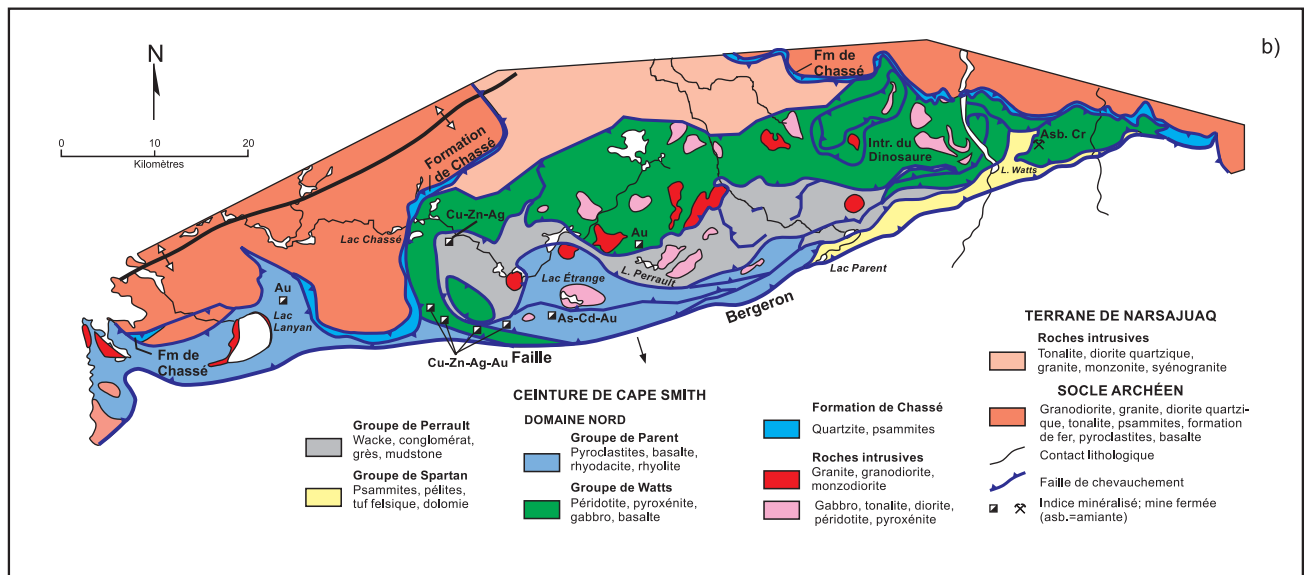 b)
N
0 10 20
Kilomètres
Fm de
Chassé
Formation
de Chassé
Intr. du
Dinosaure
Asb. Cr
L. Watts
Cu-Zn-Ag
Lac Chassé
Au
Lac Étrange
L. Perrault
Lac Parent
Au
Lac
Lanyan
As-Cd-Au
Bergeron
Fm de
Chassé
Cu-Zn-Ag-Au
Faille
CEINTURE DE CAPE SMITH
Groupe de Perrault
Wacke, conglomérat,
grès, mudstone
Groupe de Spartan
Psammites, pélites,
tuf felsique, dolomie
DOMAINE NORD
Groupe de Parent
Pyroclastites, basalte,
rhyodacite, rhyolite
Groupe de Watts
Péridotite, pyroxénite,
gabbro, basalte
Formation de Chassé
Quartzite, psammites
Roches intrusives
Granite, granodiorite,
monzodiorite
Gabbro, tonalite, diorite,
péridotite, pyroxénite
TERRANE DE NARSAJUAQ
Roches intrusives
Tonalite, diorite quartzique,
granite, monzonite, syénogranite
SOCLE ARCHÉEN
Granodiorite, granite, diorite quartzi-
que, tonalite, psammites, formation
de fer, pyroclastites, basalte
Contact lithologique
Faille de chevauchement
Indice minéralisé; mine fermée
(asb.=amiante)